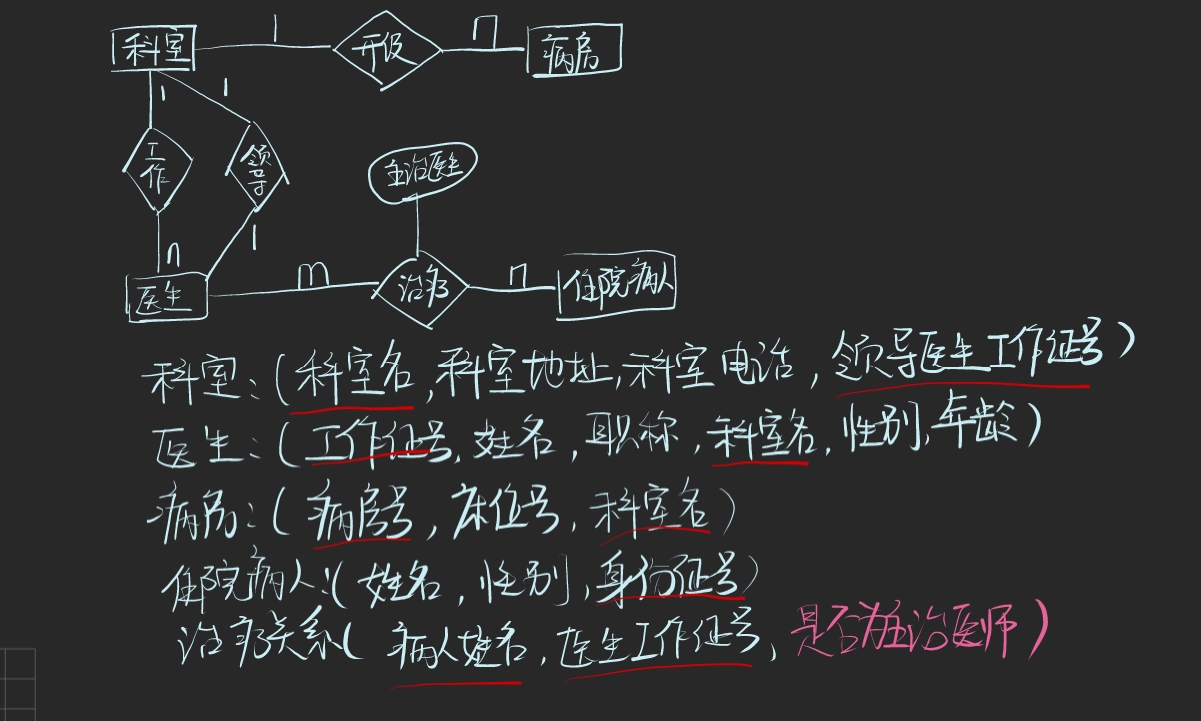 科室 1 开设 n 病房
1 1
工作 领导 主治医生
n 1
医生 m 治疗 n 住院病人
科室:(科室名,科室地址,科室电话,领导医生工作证号)
医生:(工作证号,姓名,职称,科室名,性别,年龄)
病房:(病房号,床位号,科室名)
住院病人:(姓名,性别,身份证号)
治疗关系(病人姓名,医生工作证号,是否为主治医师)